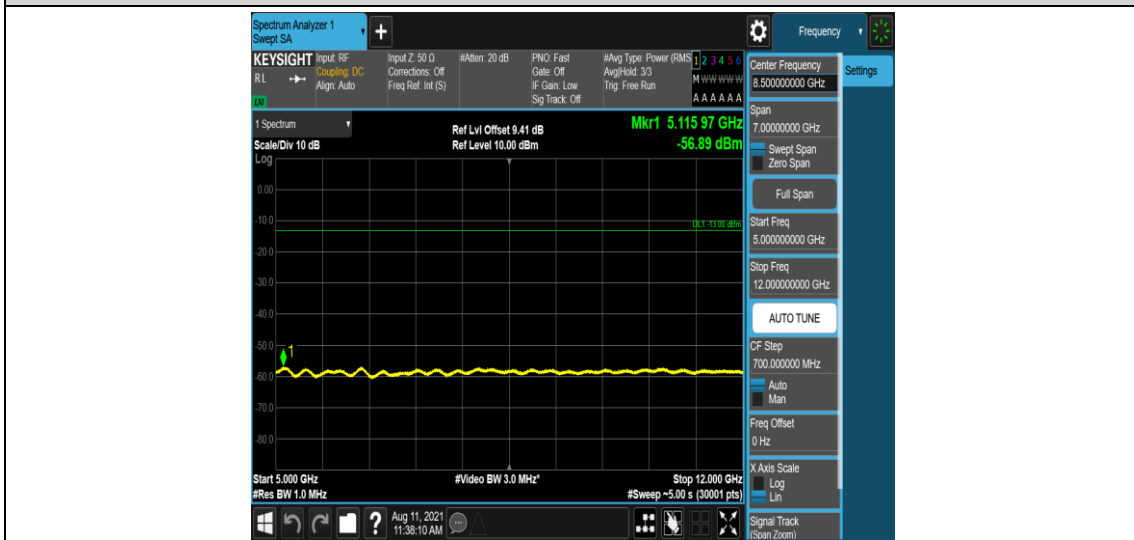 Spectrum Analyzer 1
Swept SA
+
Frequency
KEYSIGHT
RL
LXI
Input: RF
Coupling: DC
Align: Auto
Input Z: 50 Ω
Corrections: Off
Freq Ref: Int (S)
#Atten: 20 dB
PNO: Fast
Gate: Off
IF Gain: Low
Sig Track: Off
#Avg Type: Power (RMS
Avg|Hold: 3/3
Trig: Free Run
1 2 3 4 5 6
M W W W W W
A A A A A A
1 Spectrum
Scale/Div 10 dB
Ref Lvl Offset 9.41 dB
Ref Level 10.00 dBm
Mkr1 5.115 97 GHz
-56.89 dBm
Log
0.00
-10.0
-20.0
-30.0
-40.0
-50.0
-60.0
-70.0
-80.0
DL1 -13.00 dBm
1
Start 5.000 GHz
#Res BW 1.0 MHz
#Video BW 3.0 MHz*
Stop 12.000 GHz
#Sweep ~5.00 s (30001 pts)
Center Frequency
8.500000000 GHz
Settings
Span
7.00000000 GHz
Swept Span
Zero Span
Full Span
Start Freq
5.000000000 GHz
Stop Freq
12.000000000 GHz
AUTO TUNE
CF Step
700.000000 MHz
Auto
Man
Freq Offset
0 Hz
X Axis Scale
Log
Lin
Signal Track
(Span Zoom)
?
Aug 11, 2021
11:38:10 AM